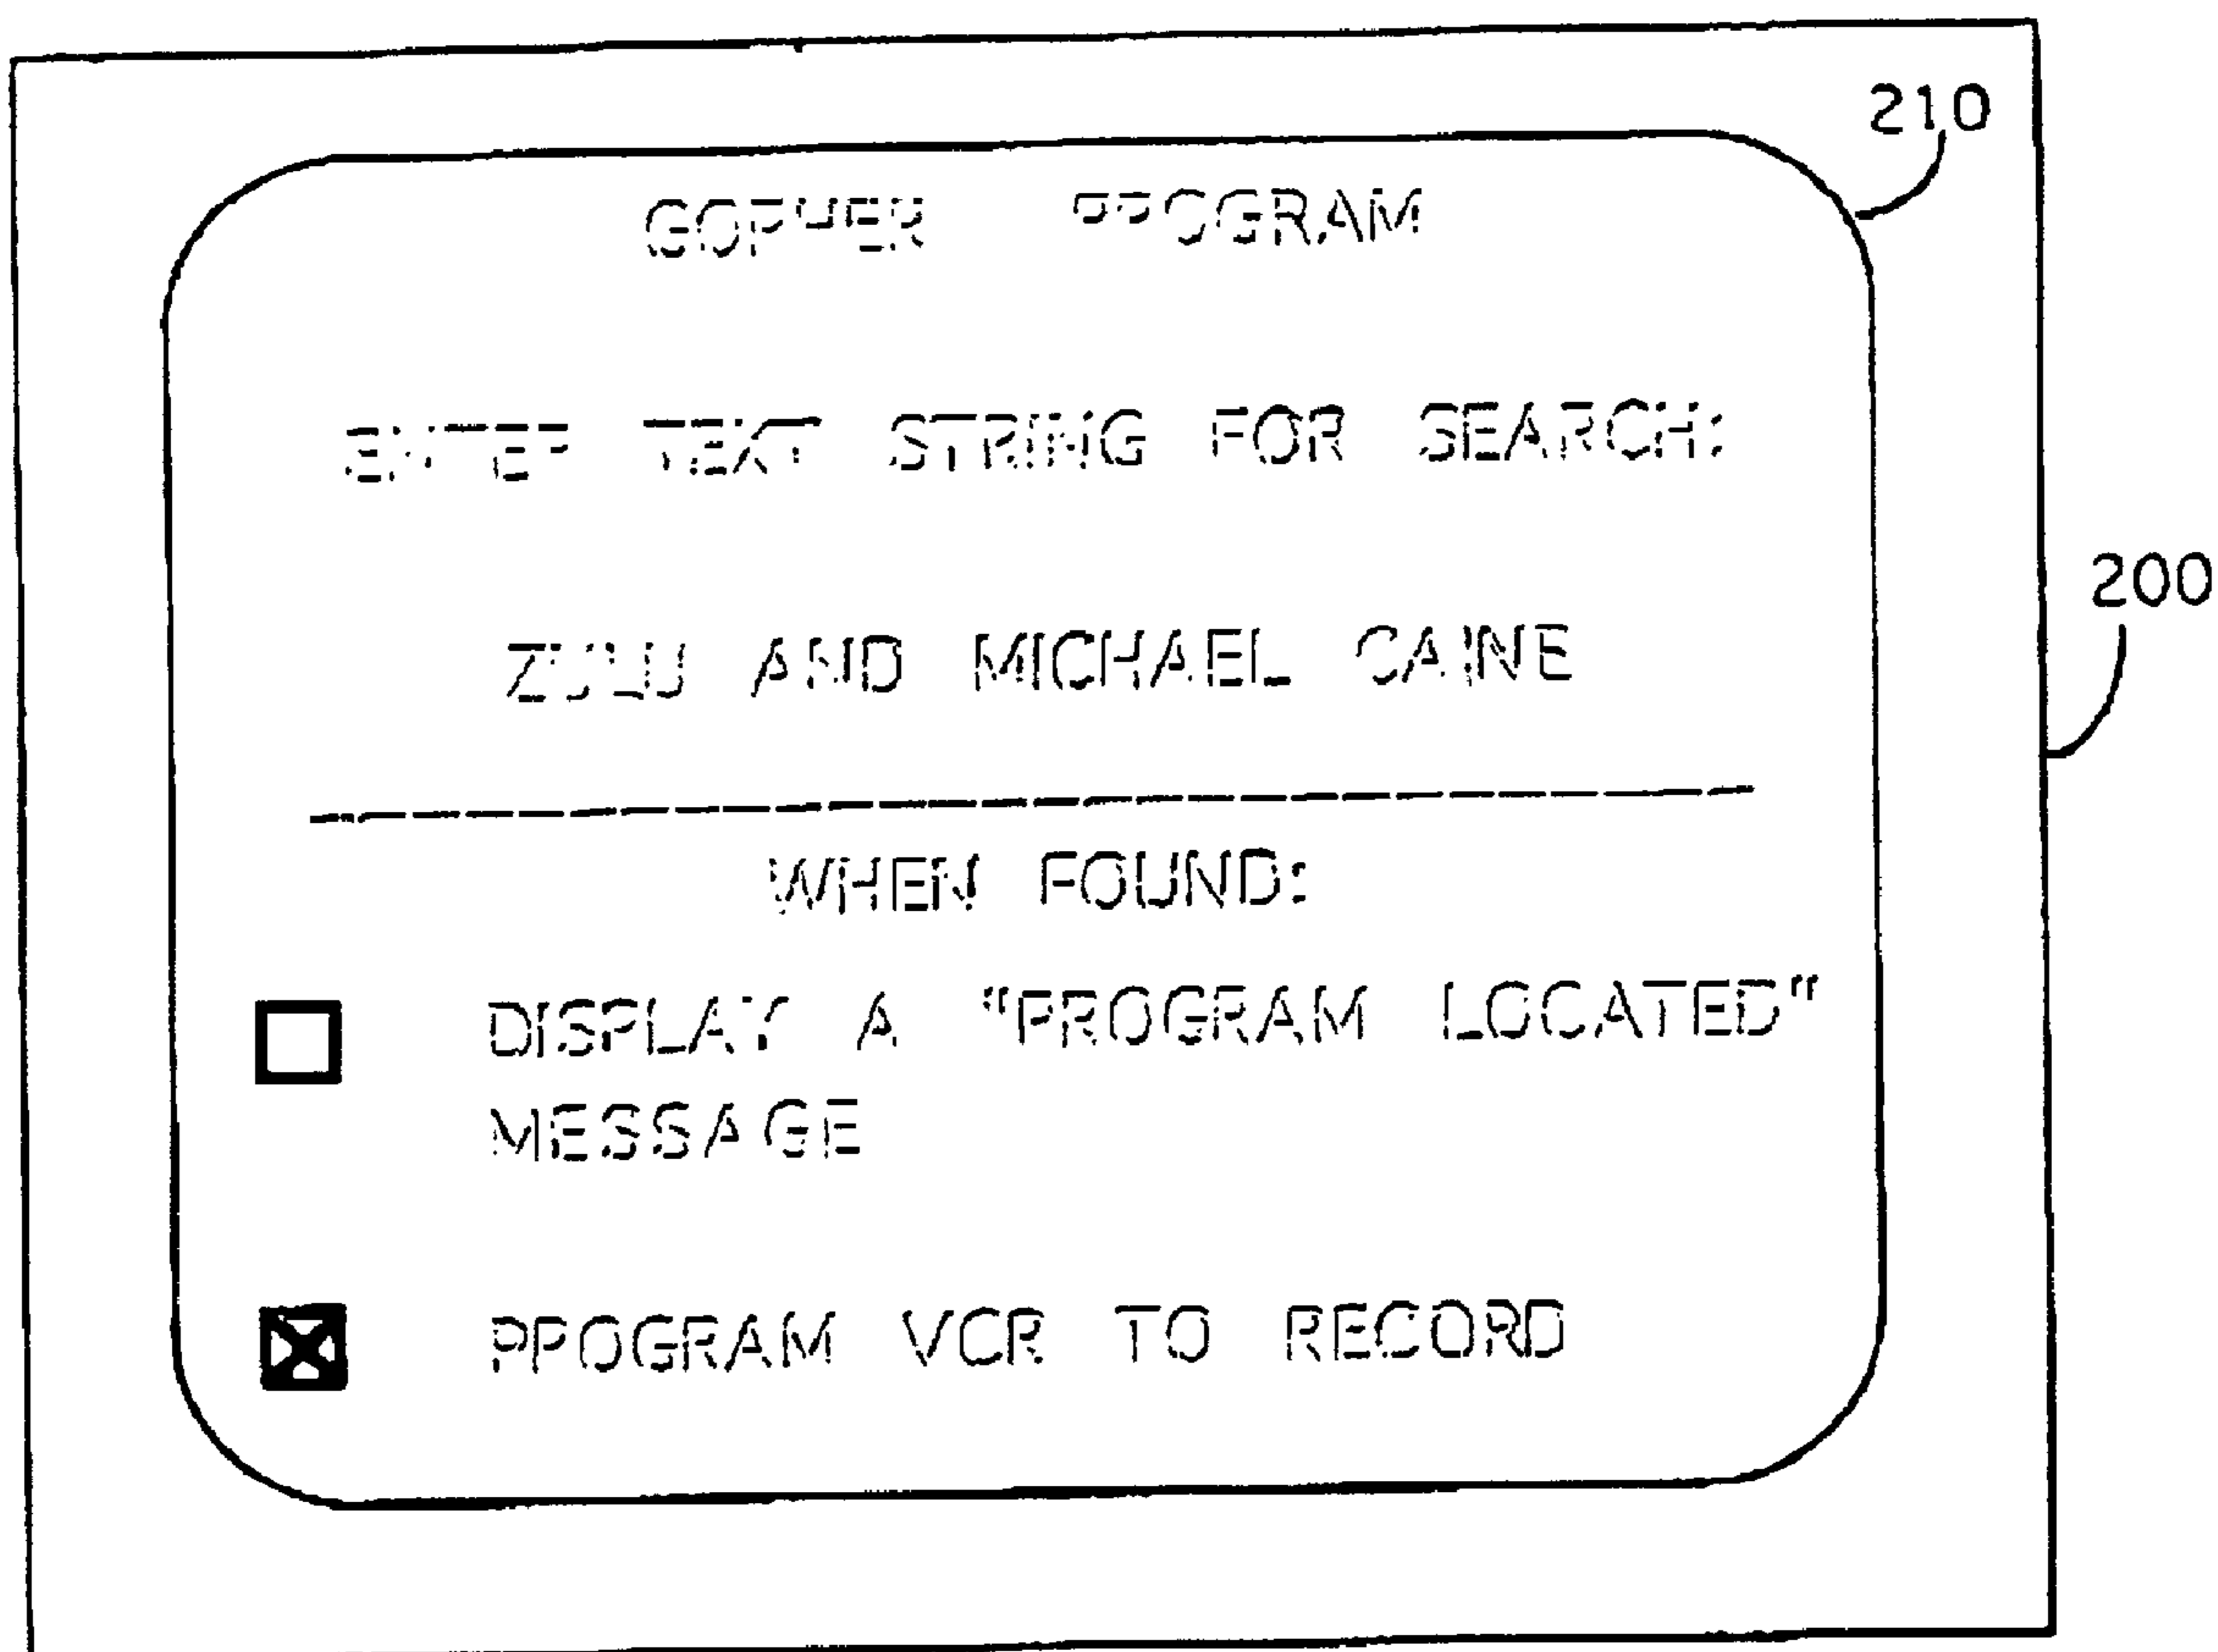 210
GOPHER PROGRAM
ENTER TEXT STRING FOR SEARCH:
200
ZULU AND MICHAEL CAINE
WHEN FOUND:
DISPLAY A "PROGRAM LOCATED"
MESSAGE
PROGRAM VCR TO RECORD